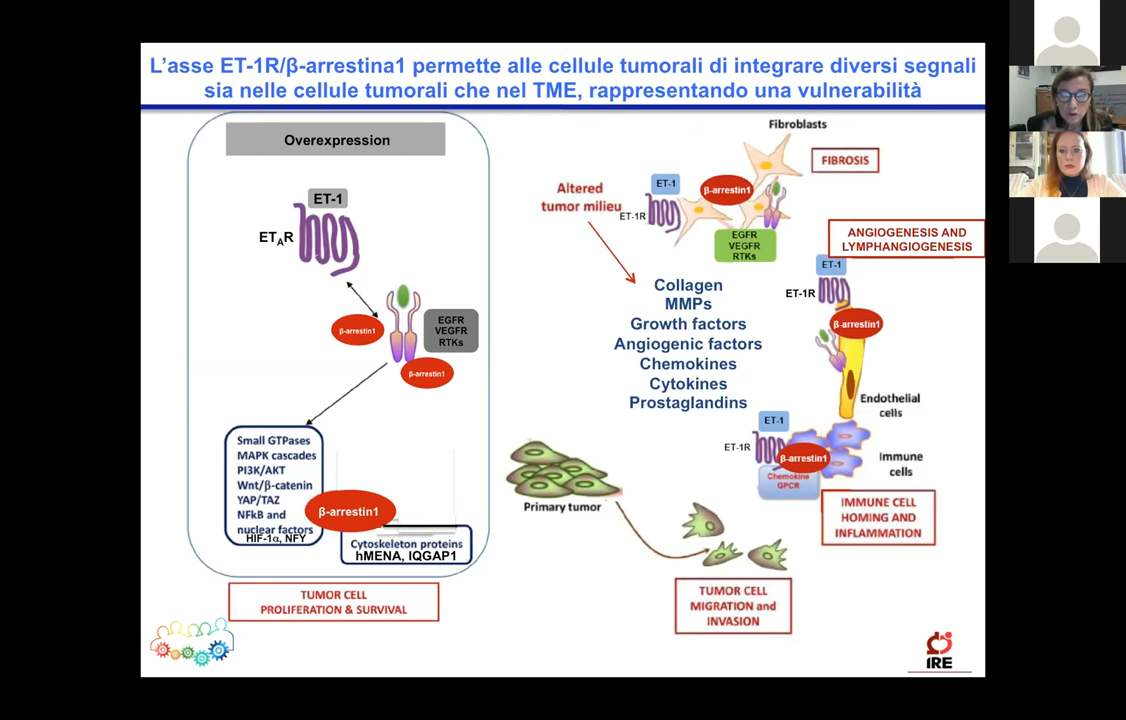 L'asse ET-1R/β-arrestina1 permette alle cellule tumorali di integrare diversi segnali
sia nelle cellule tumorali che nel TME, rappresentando una vulnerabilità
Overexpression
ET-1
ETAR
β-arrestin1
EGFR
VEGFR
RTKs
β-arrestin1
Small GTPases
MAPK cascades
PI3K/AKT
Wnt/β-catenin
YAP/TAZ
NFkB and
nuclear factors
HIF-1α, NFY
β-arrestin1
Cytoskeleton proteins
hMENA, IQGAP1
TUMOR CELL
PROLIFERATION & SURVIVAL
Fibroblasts
FIBROSIS
Altered
tumor milieu
ET-1
ET-1R
β-arrestin1
EGFR
VEGFR
RTKs
ANGIOGENESIS AND
LYMPHANGIOGENESIS
ET-1
ET-1R
β-arrestin1
Collagen
MMPs
Growth factors
Angiogenic factors
Chemokines
Cytokines
Prostaglandins
Endothelial
cells
ET-1
ET-1R
β-arrestin1
Chemokine
GPCR
Immune
cells
IMMUNE CELL
HOMING AND
INFLAMMATION
Primary tumor
TUMOR CELL
MIGRATION and
INVASION
IRE